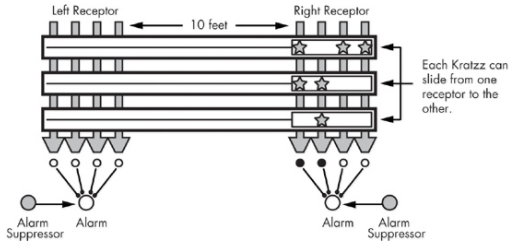 Left Receptor
10 feet
Right Receptor
Each Kratzz can
slide from one
receptor to the
other.
Alarm
Suppressor
Alarm
Alarm
Alarm
Suppressor